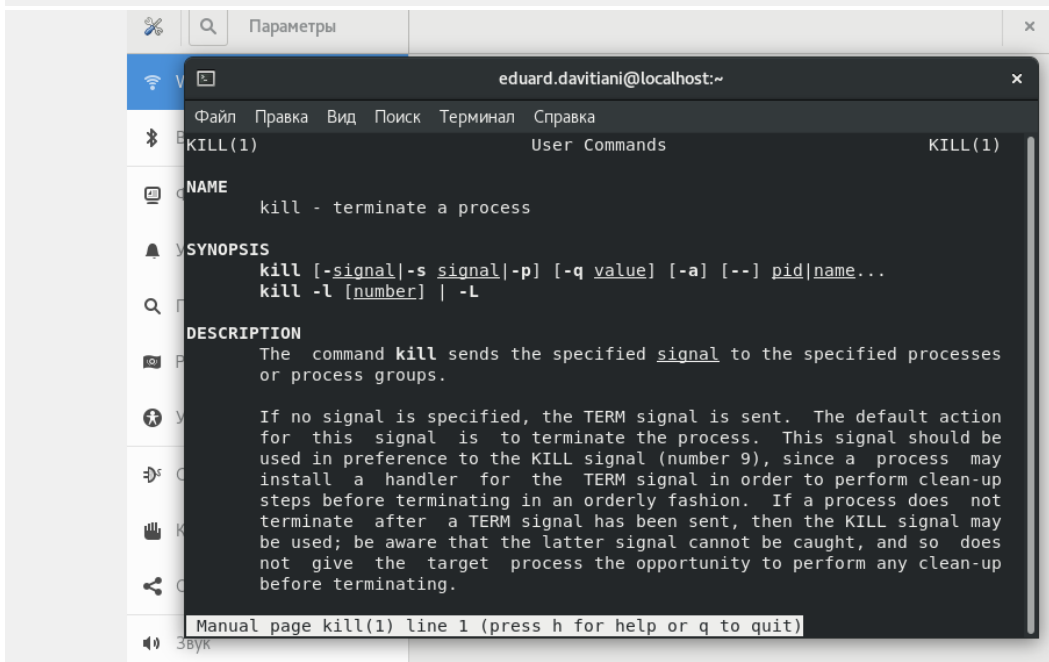 Параметры
eduard.davitiani@localhost:~
Файл Правка Вид Поиск Терминал Справка
KILL(1) User Commands KILL(1)
NAME
kill - terminate a process
SYNOPSIS
kill [-signal|-s signal|-p] [-q value] [-a] [--] pid|name...
kill -l [number] | -L
DESCRIPTION
The command kill sends the specified signal to the specified processes
or process groups.
If no signal is specified, the TERM signal is sent. The default action
for this signal is to terminate the process. This signal should be
used in preference to the KILL signal (number 9), since a process may
install a handler for the TERM signal in order to perform clean-up
steps before terminating in an orderly fashion. If a process does not
terminate after a TERM signal has been sent, then the KILL signal may
be used; be aware that the latter signal cannot be caught, and so does
not give the target process the opportunity to perform any clean-up
before terminating.
Manual page kill(1) line 1 (press h for help or q to quit)
Звук